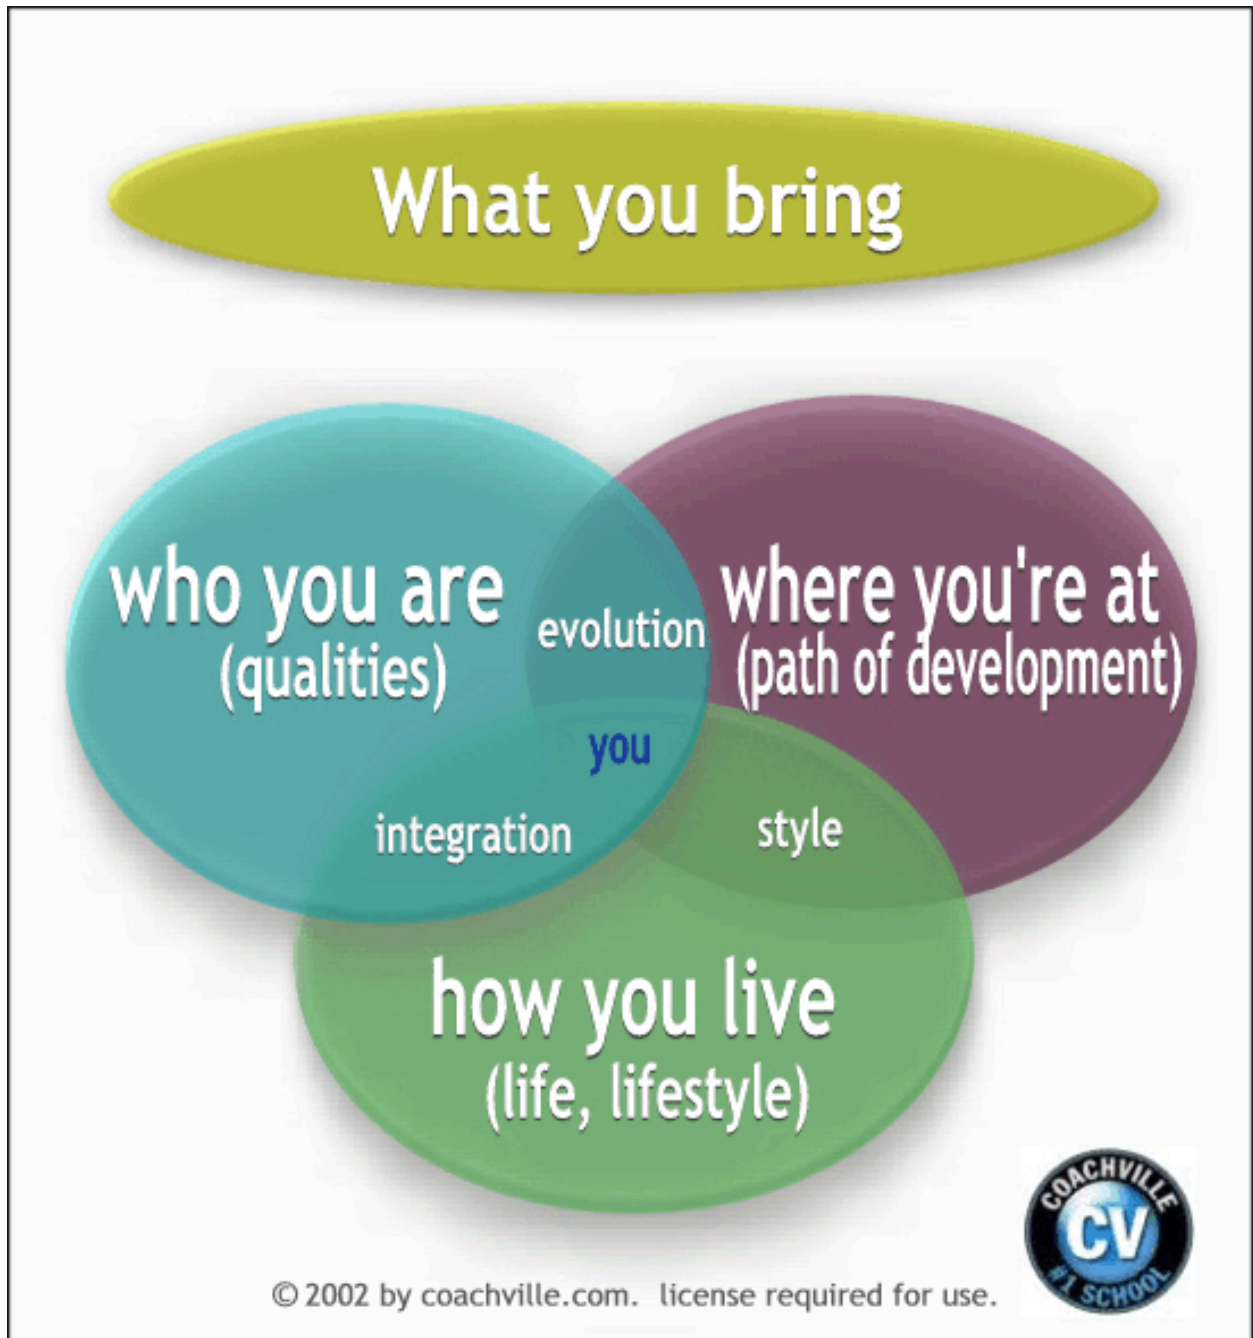 What you bring
who you are
(qualities)
evolution
where you're at
(path of development)
you
integration
style
how you live
(life, lifestyle)
COACHVILLE
CV
#1 SCHOOL
© 2002 by coachville.com. license required for use.